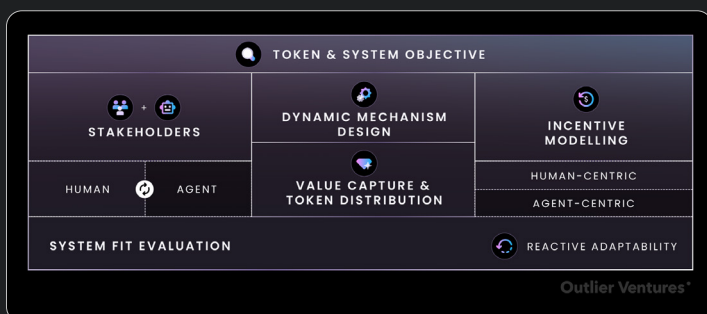 TOKEN & SYSTEM OBJECTIVE
+
STAKEHOLDERS
HUMAN
AGENT
DYNAMIC MECHANISM
DESIGN
VALUE CAPTURE &
TOKEN DISTRIBUTION
$
INCENTIVE
MODELLING
HUMAN-CENTRIC
AGENT-CENTRIC
SYSTEM FIT EVALUATION
REACTIVE ADAPTABILITY
Outlier Ventures*